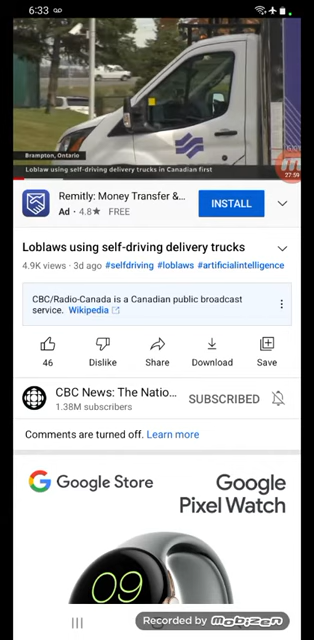 6:33
Brampton, Ontario
Loblaw using self-driving delivery trucks in Canadian first
27:59
Remitly: Money Transfer &...
Ad · 4.8★ FREE
INSTALL
Loblaws using self-driving delivery trucks
4.9K views · 3d ago #selfdriving #loblaws #artificialintelligence
CBC/Radio-Canada is a Canadian public broadcast
service. Wikipedia
46
Dislike
Share
Download
Save
CBC News: The Natio...
1.38M subscribers
SUBSCRIBED
Comments are turned off. Learn more
Google Store
Google
Pixel Watch
09
Recorded by Mobizen